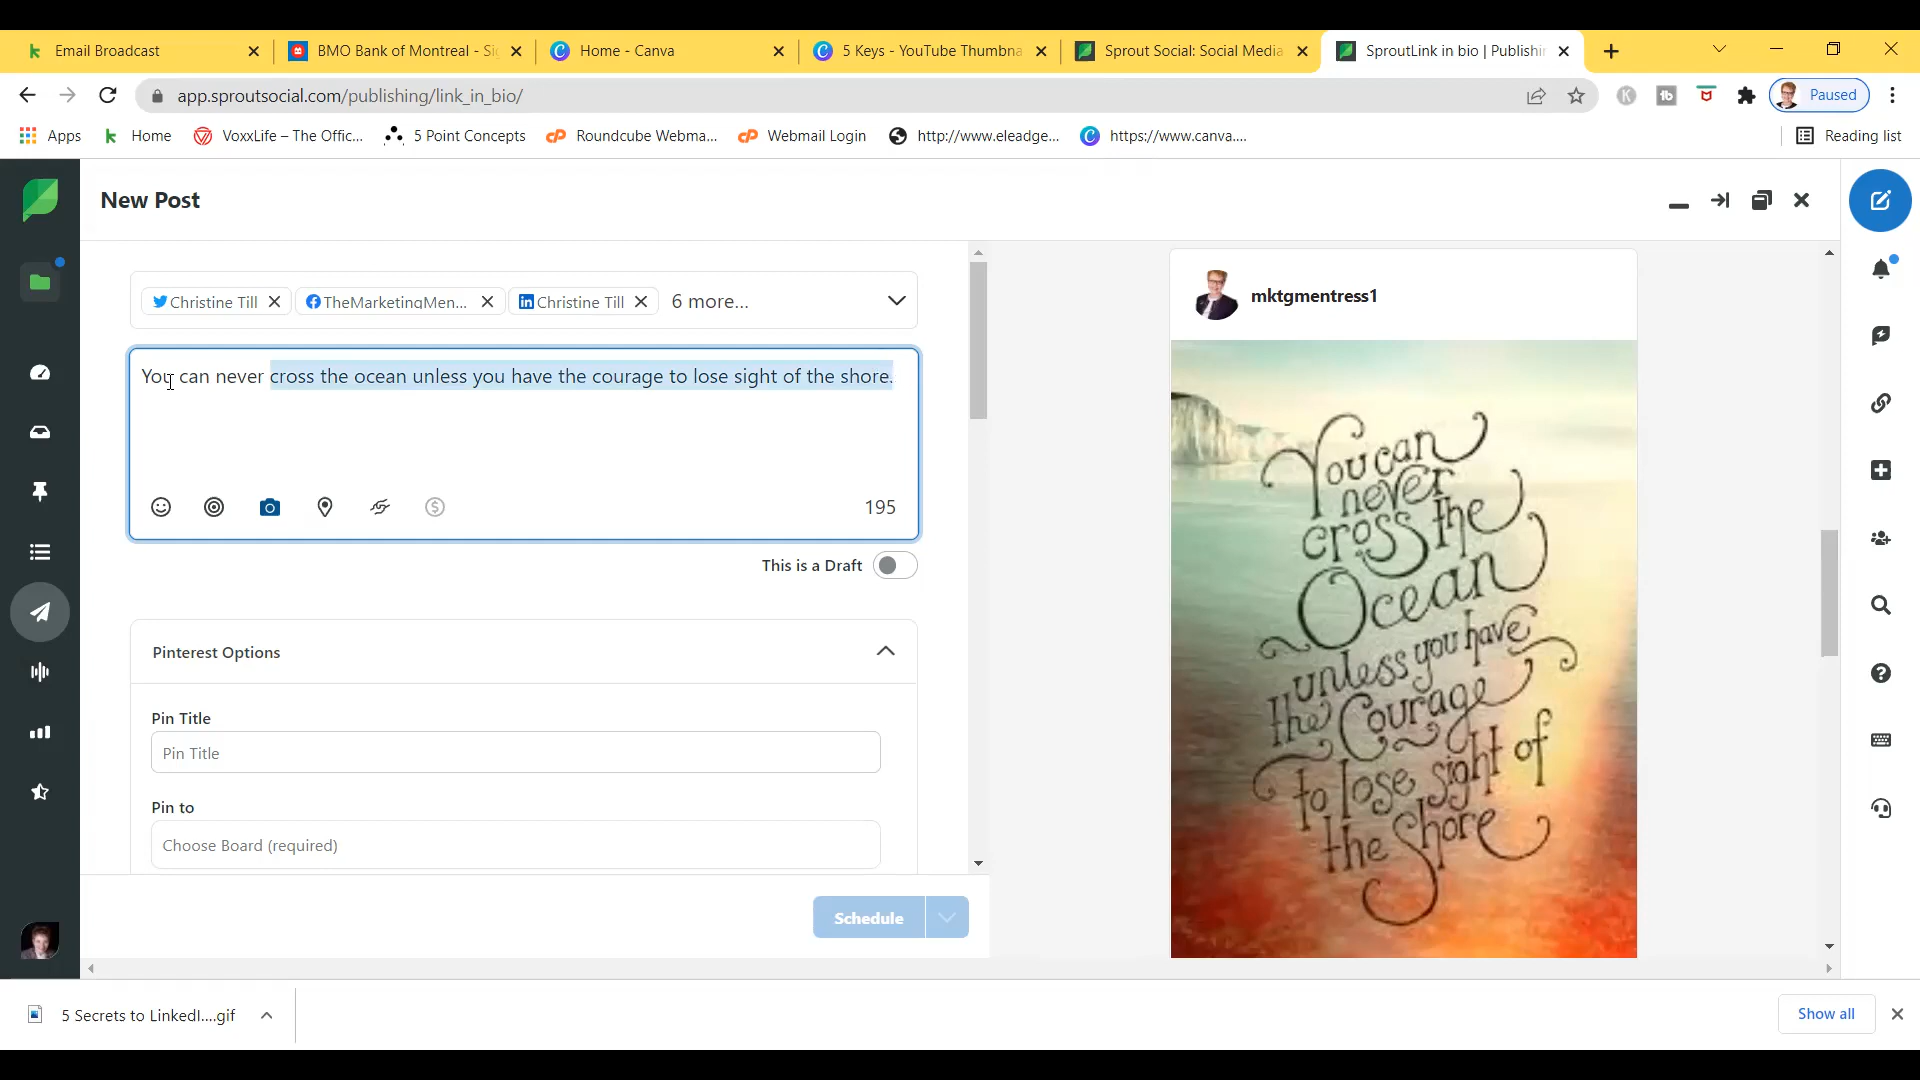 Email Broadcast
BMO Bank of Montreal - Si
Home - Canva
5 Keys - YouTube Thumbna
Sprout Social: Social Media
SproutLink in bio | Publishi
app.sproutsocial.com/publishing/link_in_bio/
Paused
Apps
Home
VoxxLife – The Offic...
5 Point Concepts
Roundcube Webma...
Webmail Login
http://www.eleadge...
https://www.canva....
Reading list
New Post
Christine Till
TheMarketingMen...
Christine Till
6 more...
You can never cross the ocean unless you have the courage to lose sight of the shore.
195
This is a Draft
Pinterest Options
Pin Title
Pin Title
Pin to
Choose Board (required)
Schedule
mktgmentress1
You can
never
cross the
Ocean
unless you have
the Courage
to lose sight of
the Shore
5 Secrets to LinkedI....gif
Show all